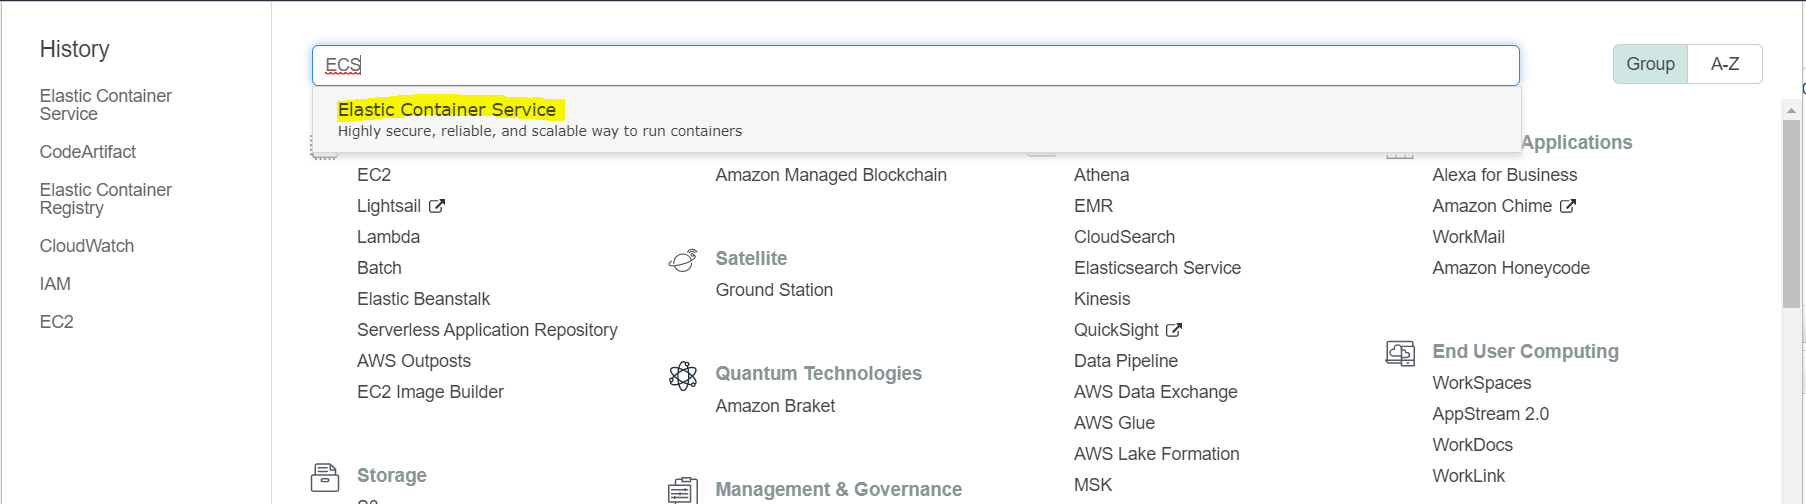 History
Elastic Container
Service
CodeArtifact
Elastic Container
Registry
CloudWatch
IAM
EC2
ECS
Group
A-Z
Elastic Container Service
Highly secure, reliable, and scalable way to run containers
EC2
Lightsail
Lambda
Batch
Elastic Beanstalk
Serverless Application Repository
AWS Outposts
EC2 Image Builder
Storage
Amazon Managed Blockchain
Satellite
Ground Station
Quantum Technologies
Amazon Braket
Management & Governance
Athena
EMR
CloudSearch
Elasticsearch Service
Kinesis
QuickSight
Data Pipeline
AWS Data Exchange
AWS Glue
AWS Lake Formation
MSK
Applications
Alexa for Business
Amazon Chime
WorkMail
Amazon Honeycode
End User Computing
WorkSpaces
AppStream 2.0
WorkDocs
WorkLink